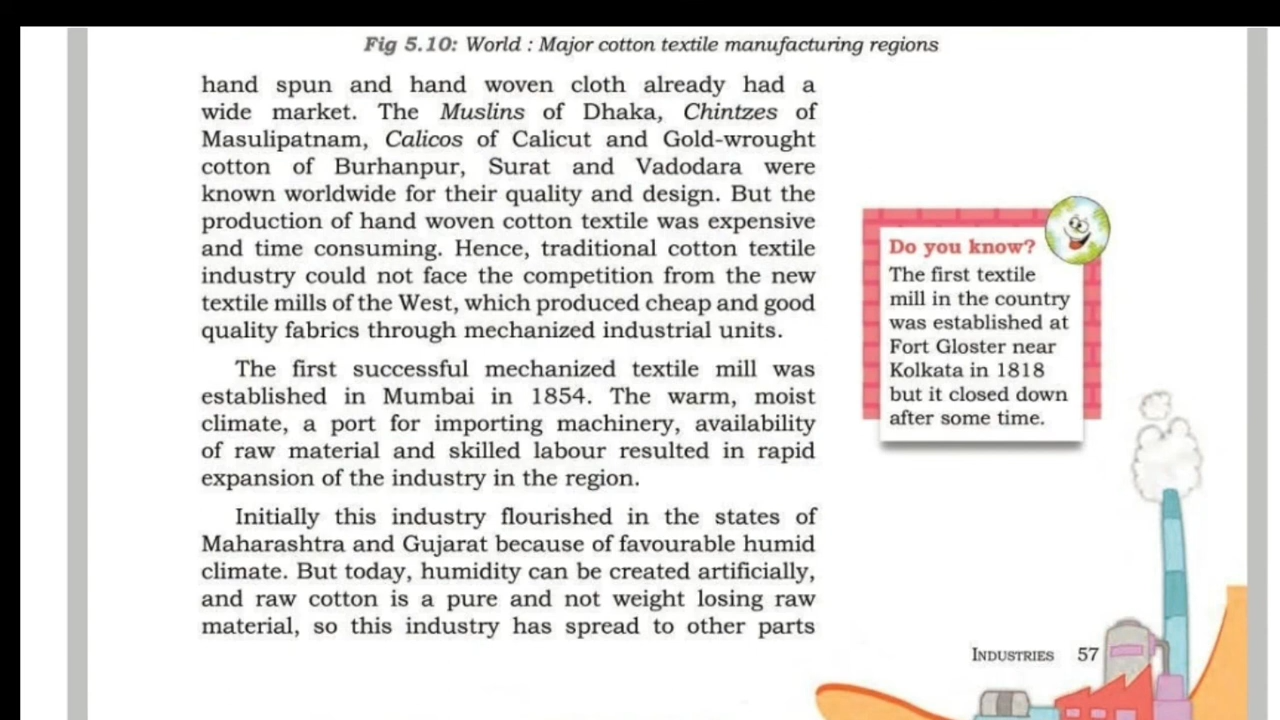 Fig 5.10: World : Major cotton textile manufacturing regions
hand spun and hand woven cloth already had a
wide market. The Muslins of Dhaka, Chintzes of
Masulipatnam, Calicos of Calicut and Gold-wrought
cotton of Burhanpur, Surat and Vadodara were
known worldwide for their quality and design. But the
production of hand woven cotton textile was expensive
and time consuming. Hence, traditional cotton textile
industry could not face the competition from the new
textile mills of the West, which produced cheap and good
quality fabrics through mechanized industrial units.
The first successful mechanized textile mill was
established in Mumbai in 1854. The warm, moist
climate, a port for importing machinery, availability
of raw material and skilled labour resulted in rapid
expansion of the industry in the region.
Initially this industry flourished in the states of
Maharashtra and Gujarat because of favourable humid
climate. But today, humidity can be created artificially,
and raw cotton is a pure and not weight losing raw
material, so this industry has spread to other parts
Do you know?
The first textile
mill in the country
was established at
Fort Gloster near
Kolkata in 1818
but it closed down
after some time.
INDUSTRIES 57